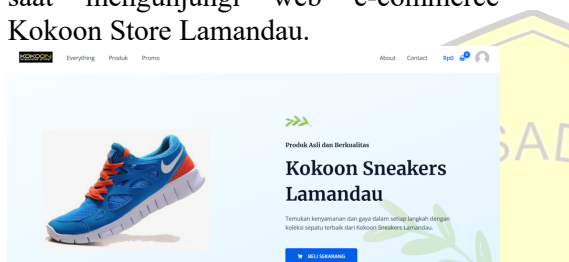 saat mengunjungi web e-commerce
Kokoon Store Lamandau.
KOKOON
Everything Produk Promo About Contact Rp0 0
Produk Asli dan Berkualitas
Kokoon Sneakers
Lamandau
Temukan kenyamanan dan gaya dalam setiap langkah dengan
koleksi sepatu terbaik dari Kokoon Sneakers Lamandau.
BELI SEKARANG
SAD